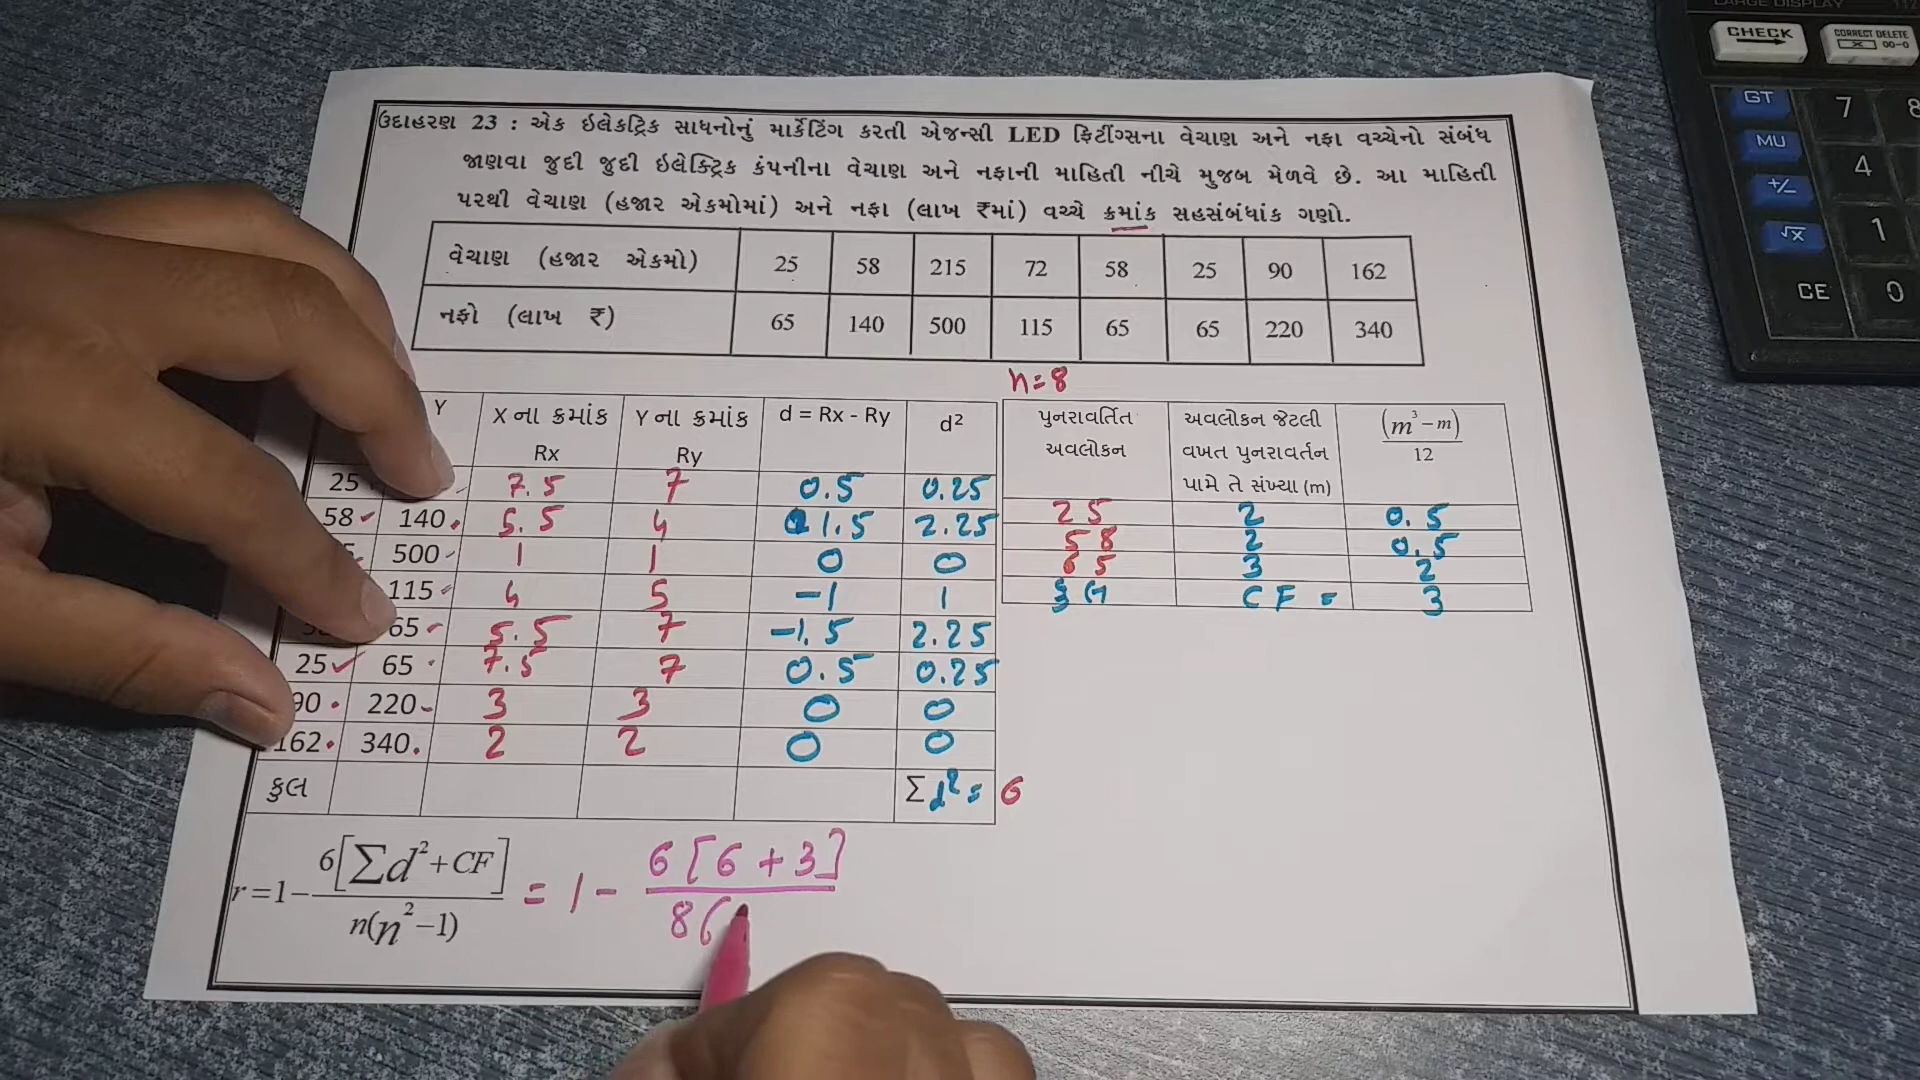 LARGE DISPLAY
CHECK
CORRECT DELETE
00→0
GT 7 8
MU 4
+/- 
√x 1
CE 0
ઉદાહરણ 23 : એક ઇલેકટ્રિક સાધનોનું માર્કેટિંગ કરતી એજન્સી LED ફિટીંગ્સના વેચાણ અને નફા વચ્ચેનો સંબંધ
જાણવા જુદી જુદી ઇલેક્ટ્રિક કંપનીના વેચાણ અને નફાની માહિતી નીચે મુજબ મેળવે છે. આ માહિતી
પરથી વેચાણ (હજાર એકમોમાં) અને નફા (લાખ ₹માં) વચ્ચે ક્રમાંક સહસંબંધાંક ગણો.
વેચાણ (હજાર એકમો) 25 58 215 72 58 25 90 162
નફો (લાખ ₹) 65 140 500 115 65 65 220 340
n=8
Y X ના ક્રમાંક Rx Y ના ક્રમાંક Ry d = Rx - Ry d2
25 7.5 7 0.5 0.25
58 140 5.5 4 1.5 2.25
500 1 1 0 0
115 4 5 -1 1
65 5.5 7 -1.5 2.25
25 65 7.5 7 0.5 0.25
90 220 3 3 0 0
162 340 2 2 0 0
કુલ Σd² = 6
પુનરાવર્તિત અવલોકન અવલોકન જેટલી વખત પુનરાવર્તન પામે તે સંખ્યા (m) (m³-m)/12
25 2 0.5
58 2 0.5
65 3 2
CF = 3
r=1-6[Σd²+CF]/n(n²-1) = 1 - 6[6+3]/8(